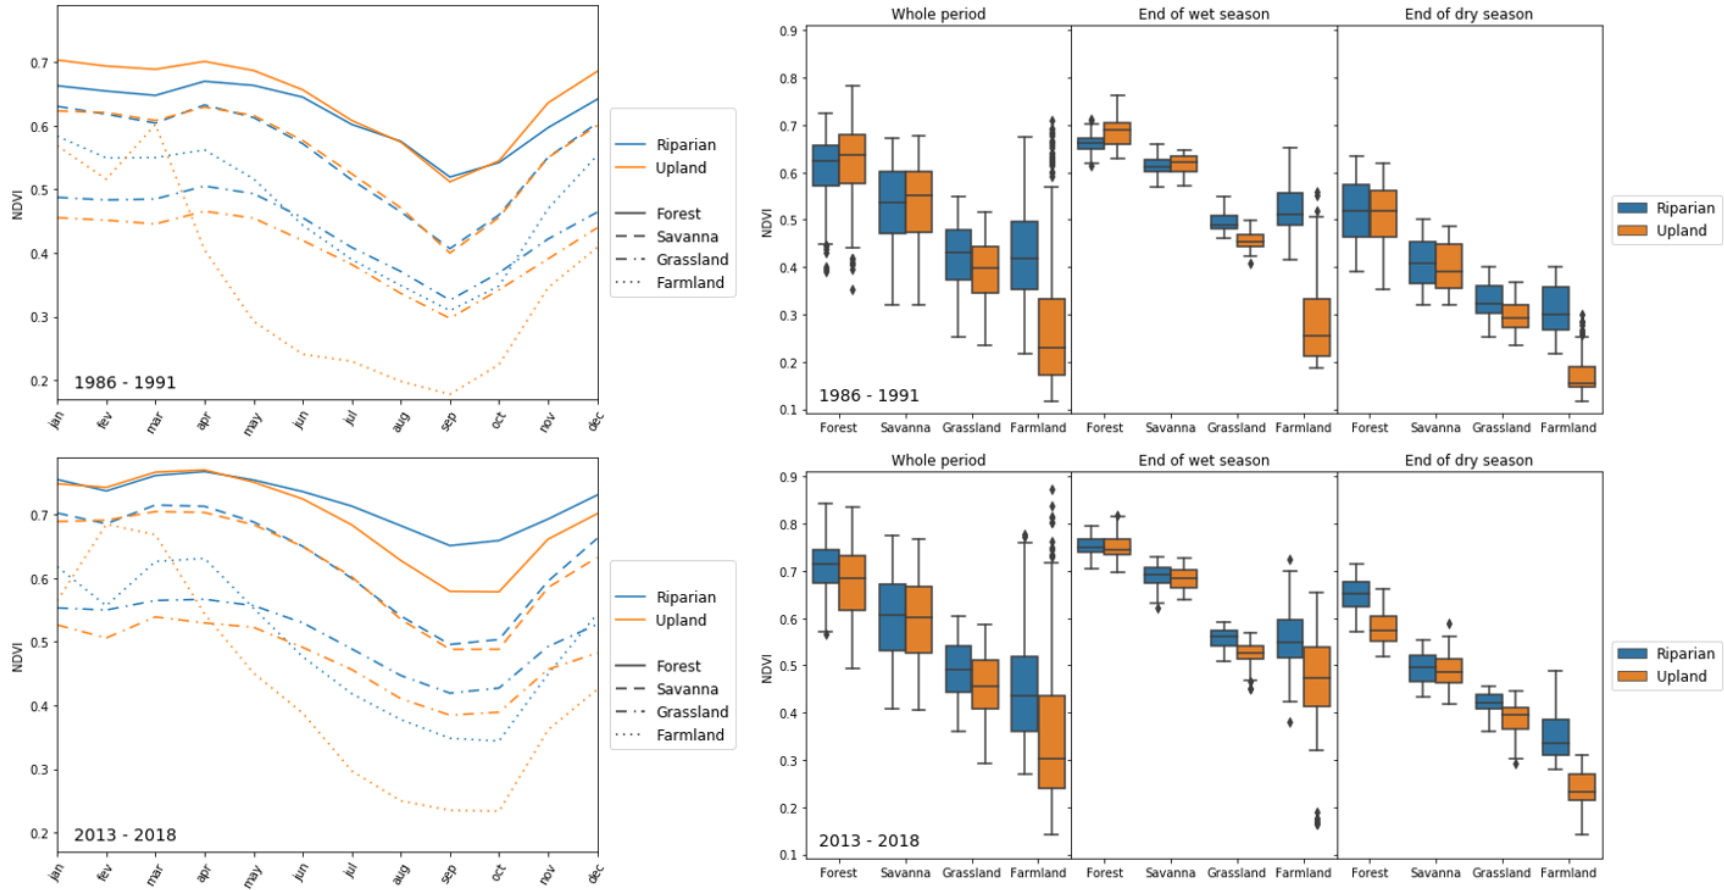 NDVI
0.7
0.6
0.5
0.4
0.3
0.2
1986 - 1991
jan fev mar apr may jun jul aug sep oct nov dec
Riparian
Upland
Forest
Savanna
Grassland
Farmland
Whole period End of wet season End of dry season
NDVI
0.9
0.8
0.7
0.6
0.5
0.4
0.3
0.2
0.1
1986 - 1991
Forest Savanna Grassland Farmland Forest Savanna Grassland Farmland Forest Savanna Grassland Farmland
Riparian
Upland
NDVI
0.7
0.6
0.5
0.4
0.3
0.2
2013 - 2018
jan fev mar apr may jun jul aug sep oct nov dec
Riparian
Upland
Forest
Savanna
Grassland
Farmland
Whole period End of wet season End of dry season
NDVI
0.9
0.8
0.7
0.6
0.5
0.4
0.3
0.2
0.1
2013 - 2018
Forest Savanna Grassland Farmland Forest Savanna Grassland Farmland Forest Savanna Grassland Farmland
Riparian
Upland